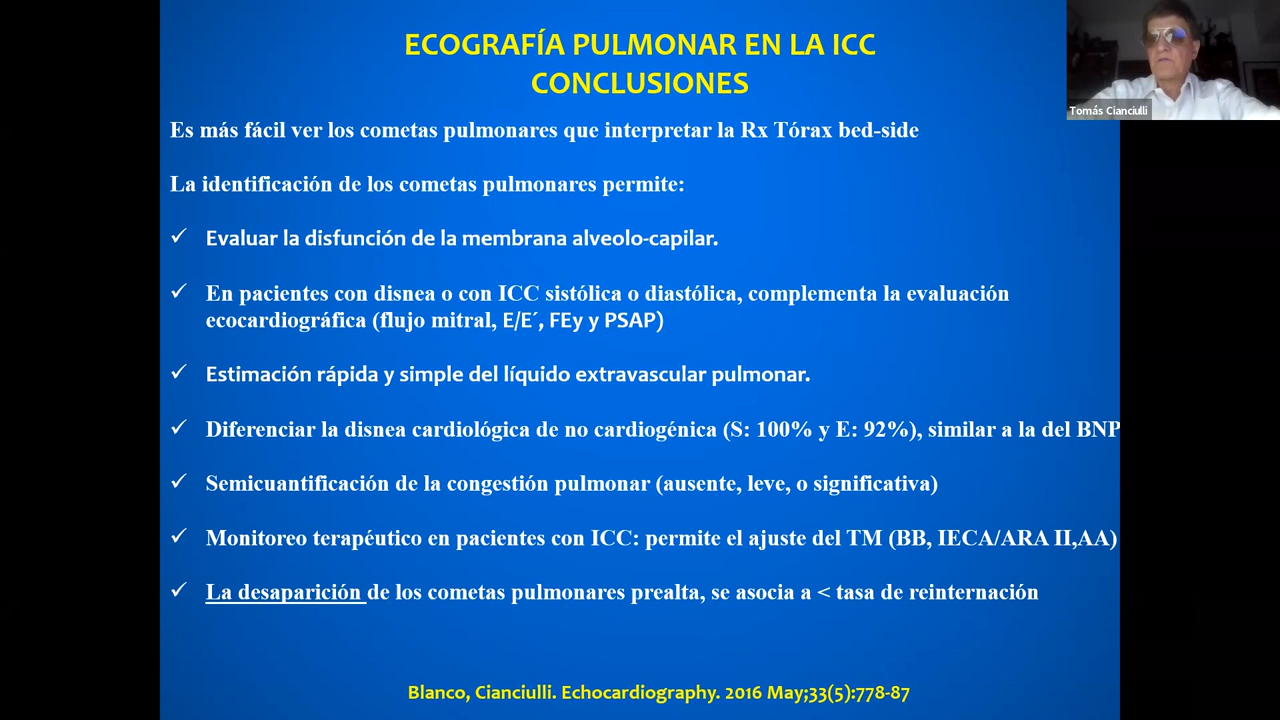 ECOGRAFÍA PULMONAR EN LA ICC
CONCLUSIONES
Tomás Cianciulli
Es más fácil ver los cometas pulmonares que interpretar la Rx Tórax bed-side
La identificación de los cometas pulmonares permite:
✓ Evaluar la disfunción de la membrana alveolo-capilar.
✓ En pacientes con disnea o con ICC sistólica o diastólica, complementa la evaluación
ecocardiográfica (flujo mitral, E/E´, FEy y PSAP)
✓ Estimación rápida y simple del líquido extravascular pulmonar.
✓ Diferenciar la disnea cardiológica de no cardiogénica (S: 100% y E: 92%), similar a la del BNP
✓ Semicuantificación de la congestión pulmonar (ausente, leve, o significativa)
✓ Monitoreo terapéutico en pacientes con ICC: permite el ajuste del TM (BB, IECA/ARA II,AA)
✓ La desaparición de los cometas pulmonares prealta, se asocia a < tasa de reinternación
Blanco, Cianciulli. Echocardiography. 2016 May;33(5):778-87